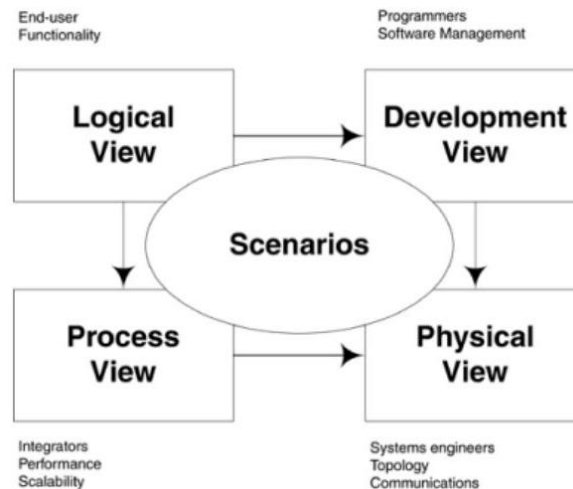 End-user
Functionality
Programmers
Software Management
Logical
View
Development
View
Scenarios
Process
View
Physical
View
Integrators
Performance
Scalability
Systems engineers
Topology
Communications